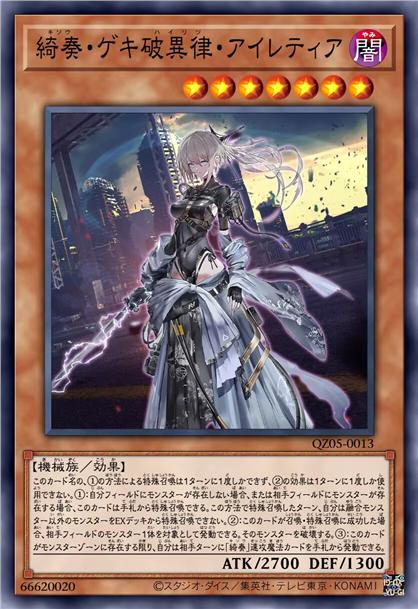 綺奏・ゲキ破異律・アイレティア
キソウ ハイリツ
やみ
闇
QZ05-0013
【機械族／効果】
このカード名の、①の方法による特殊召喚は1ターンに1度しかできず、②の効果は1ターンに1度しか使
用できない。①：自分フィールドにモンスターが存在しない場合、または相手フィールドにモンスターが存
在する場合、このカードは手札から特殊召喚できる。この方法で特殊召喚したターン、自分は融合モンス
ター以外のモンスターをEXデッキから特殊召喚できない。②：このカードが召喚・特殊召喚に成功した場
合、相手フィールドのモンスター1体を対象として発動できる。そのモンスターを破壊する。③：このカード
がモンスターゾーンに存在する限り、自分は相手ターンに「綺奏」速攻魔法カードを手札から発動できる。
ATK/2700 DEF/1300
66620020
©スタジオ・ダイス／集英社・テレビ東京・KONAMI